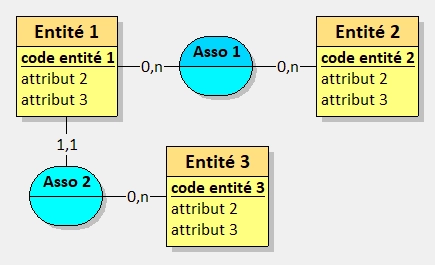 Entité 1
code entité 1
attribut 2
attribut 3
0,n
Asso 1
0,n
Entité 2
code entité 2
attribut 2
attribut 3
1,1
Asso 2
0,n
Entité 3
code entité 3
attribut 2
attribut 3